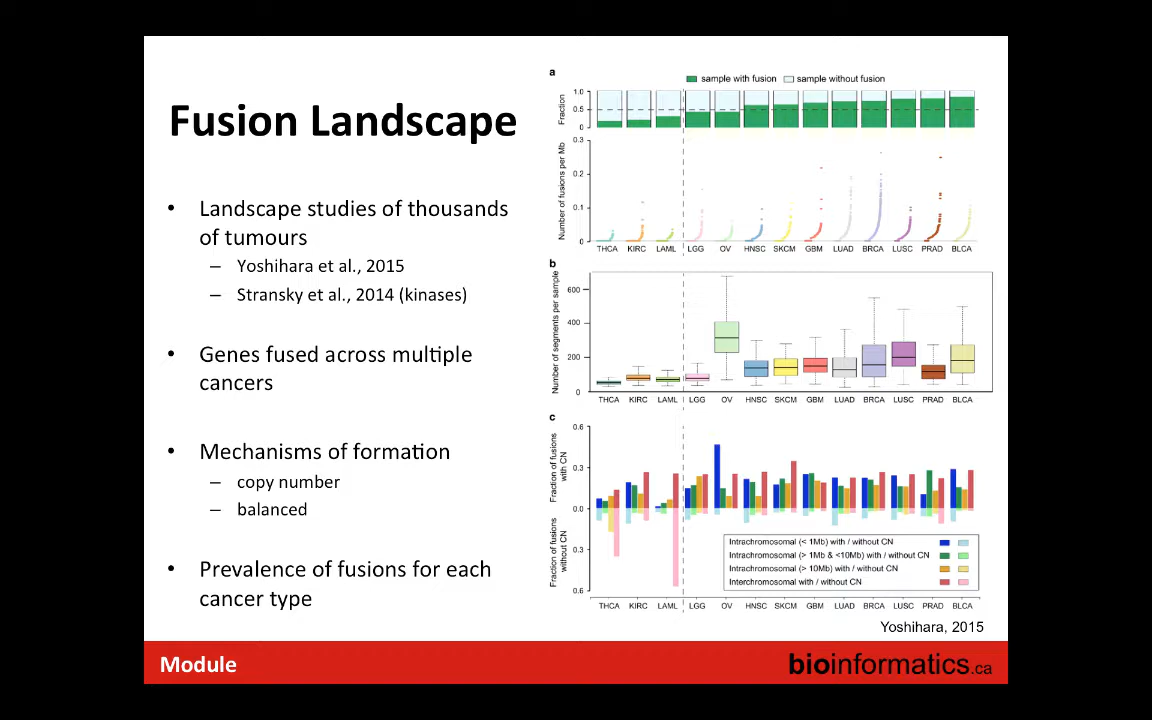 Fusion Landscape
• Landscape studies of thousands
of tumours
– Yoshihara et al., 2015
– Stransky et al., 2014 (kinases)
• Genes fused across multiple
cancers
• Mechanisms of formation
– copy number
– balanced
• Prevalence of fusions for each
cancer type
a
sample with fusion sample without fusion
Fraction
1.0
0.5
0
Number of fusions per Mb
0.3
0.2
0.1
0
THCA KIRC LAML LGG OV HNSC SKCM GBM LUAD BRCA LUSC PRAD BLCA
b
Number of segments per sample
600
400
200
0
THCA KIRC LAML LGG OV HNSC SKCM GBM LUAD BRCA LUSC PRAD BLCA
c
Fraction of fusions
with CN
Fraction of fusions
without CN
0.6
0.3
0.0
0.3
0.6
Intrachromosomal (< 1Mb) with / without CN
Intrachromosomal (> 1Mb & <10Mb) with / without CN
Intrachromosomal (> 10Mb) with / without CN
Interchromosomal with / without CN
THCA KIRC LAML LGG OV HNSC SKCM GBM LUAD BRCA LUSC PRAD BLCA
Yoshihara, 2015
Module
bioinformatics.ca